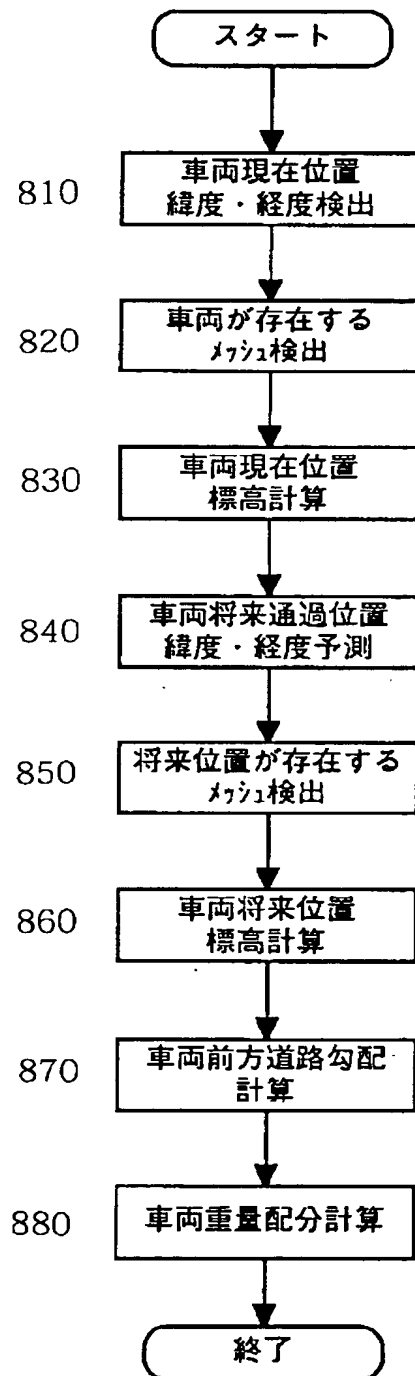 スタート
810
車両現在位置
緯度・経度検出
820
車両が存在する
メッシュ検出
830
車両現在位置
標高計算
840
車両将来通過位置
緯度・経度予測
850
将来位置が存在する
メッシュ検出
860
車両将来位置
標高計算
870
車両前方道路勾配
計算
880
車両重量配分計算
終了